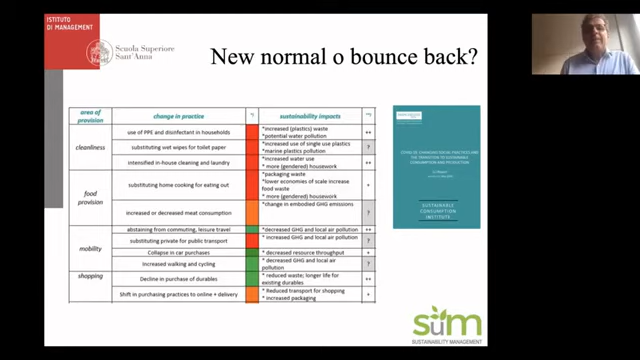 ISTITUTO
DI MANAGEMENT
Scuola Superiore
Sant'Anna
New normal o bounce back?
area of provision change in practice ? sustainability impacts
cleanliness
use of PPE and disinfectant in households *increased (plastics) waste ++
*potential water pollution
substituting wet wipes for toilet paper *increased use of single use plastics ?
*marine plastics pollution
intensified in-house cleaning and laundry *increased water use ++
* more (gendered) housework
food provision
substituting home cooking for eating out *packaging waste +
*lower economies of scale increase
food waste
* more (gendered) housework
increased or decreased meat consumption *change in embodied GHG emissions ?
mobility
abstaining from commuting, leisure travel *decreased GHG and local air pollution ++
substituting private for public transport * increased GHG and local air pollution ?
Collapse in car purchases * decreased resource throughput +
Increased walking and cycling * decreased GHG and local air
pollution ?
shopping
Decline in purchase of durables * reduced waste; longer life for
existing durables ++
Shift in purchasing practices to online + delivery * Reduced transport for shopping +
* Increased packaging
SUSTAINABLE
CONSUMPTION
INSTITUTE
sum
SUSTAINABILITY MANAGEMENT